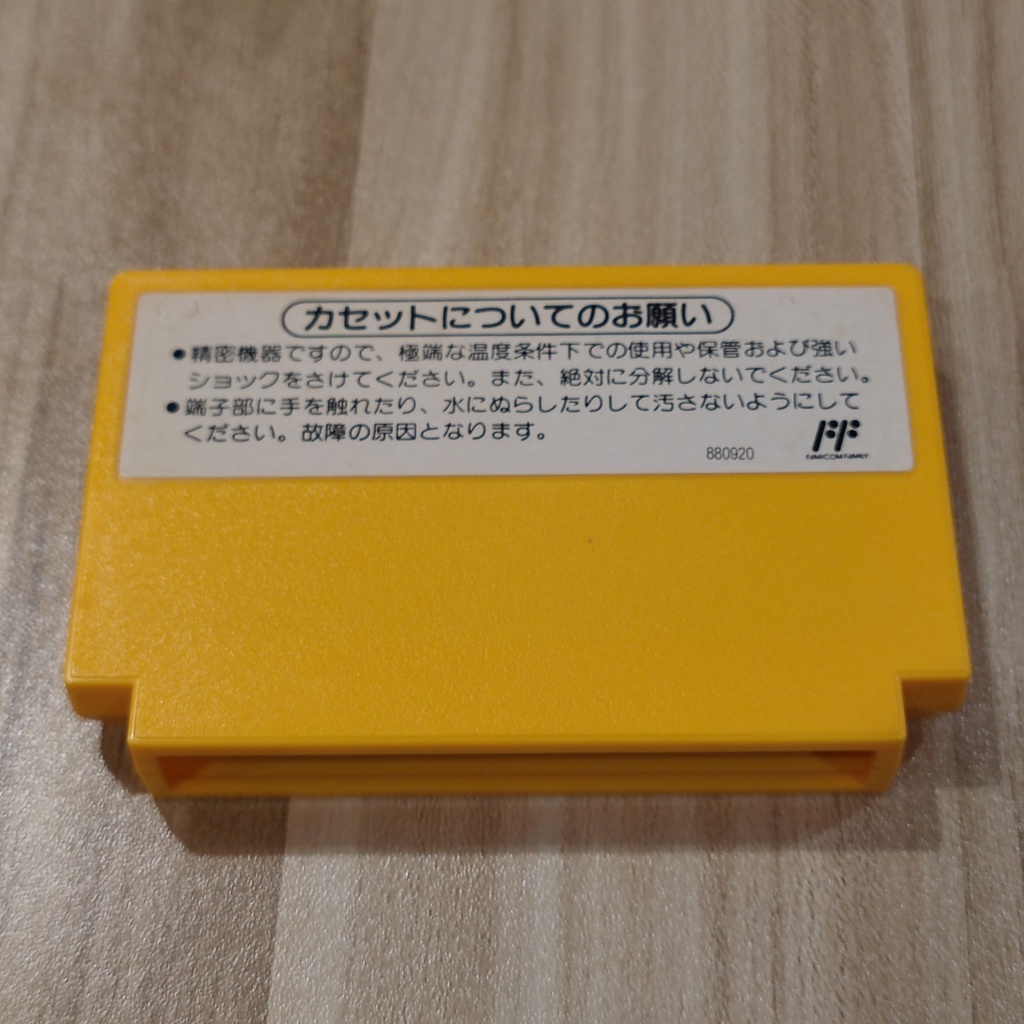 カセットについてのお願い
●精密機器ですので、極端な温度条件下での使用や保管および強い
ショックをさけてください。また、絶対に分解しないでください。
●端子部に手を触れたり、水にぬらしたりして汚さないようにして
ください。故障の原因となります。
880920
FF
FAMICOM FAMILY